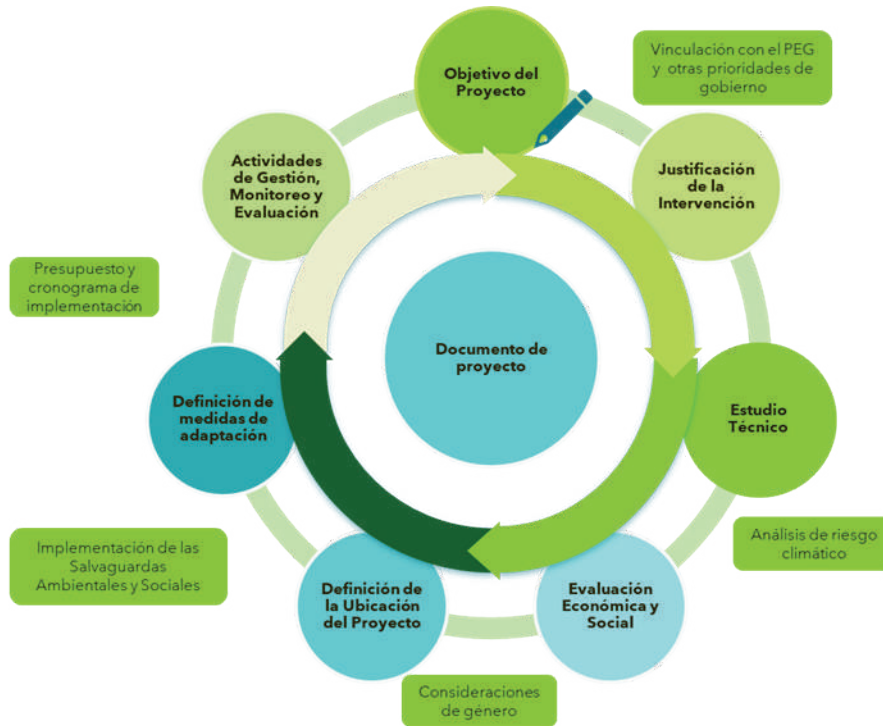 Objetivo del
Proyecto
Vinculación con el PEG
y otras prioridades de
gobierno
Justificación
de la
Intervención
Estudio
Técnico
Análisis de riesgo
climático
Evaluación
Económica y
Social
Consideraciones
de género
Definición de
la Ubicación
del Proyecto
Implementación de las
Salvaguardas
Ambientales y Sociales
Definición de
medidas de
adaptación
Presupuesto y
cronograma de
implementación
Actividades
de Gestión,
Monitoreo y
Evaluación
Documento de
proyecto